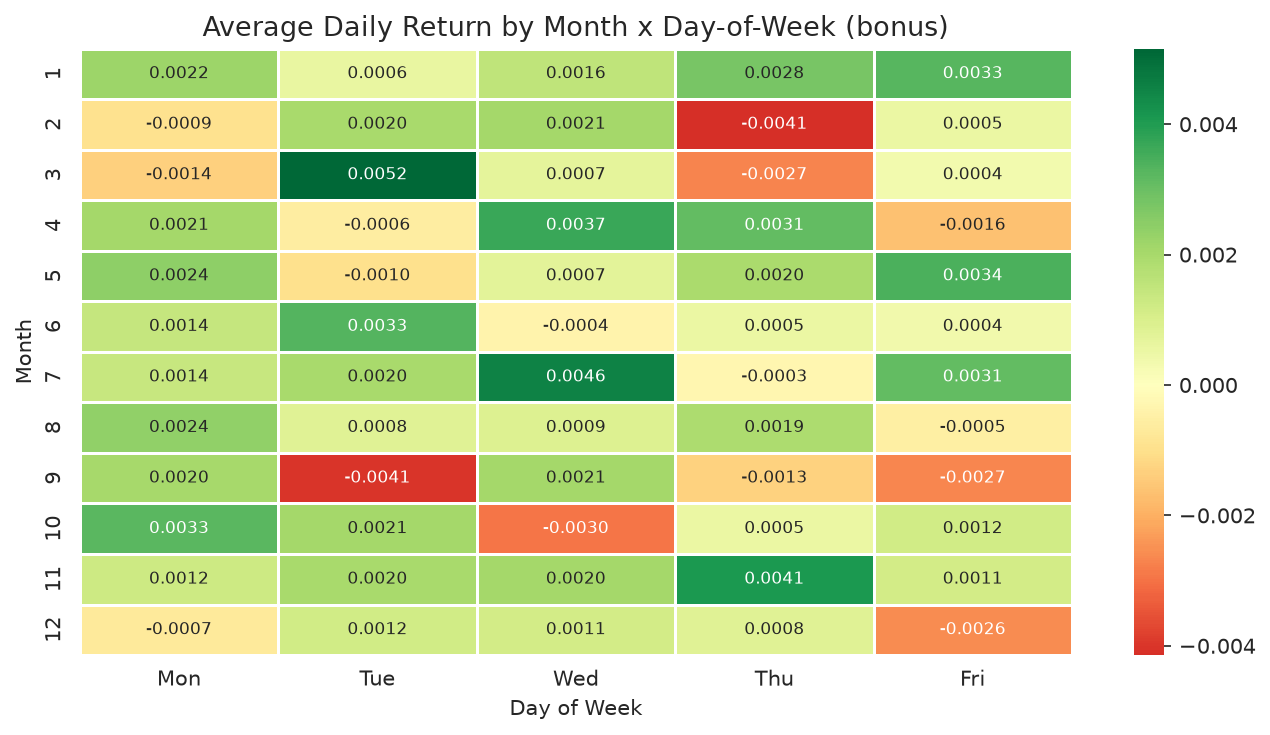 Average Daily Return by Month x Day-of-Week (bonus)
1 0.0022 0.0006 0.0016 0.0028 0.0033
2 -0.0009 0.0020 0.0021 -0.0041 0.0005
3 -0.0014 0.0052 0.0007 -0.0027 0.0004
4 0.0021 -0.0006 0.0037 0.0031 -0.0016
5 0.0024 -0.0010 0.0007 0.0020 0.0034
6 0.0014 0.0033 -0.0004 0.0005 0.0004
7 0.0014 0.0020 0.0046 -0.0003 0.0031
8 0.0024 0.0008 0.0009 0.0019 -0.0005
9 0.0020 -0.0041 0.0021 -0.0013 -0.0027
10 0.0033 0.0021 -0.0030 0.0005 0.0012
11 0.0012 0.0020 0.0020 0.0041 0.0011
12 -0.0007 0.0012 0.0011 0.0008 -0.0026
Month
Mon Tue Wed Thu Fri
Day of Week
0.004
0.002
0.000
−0.002
−0.004